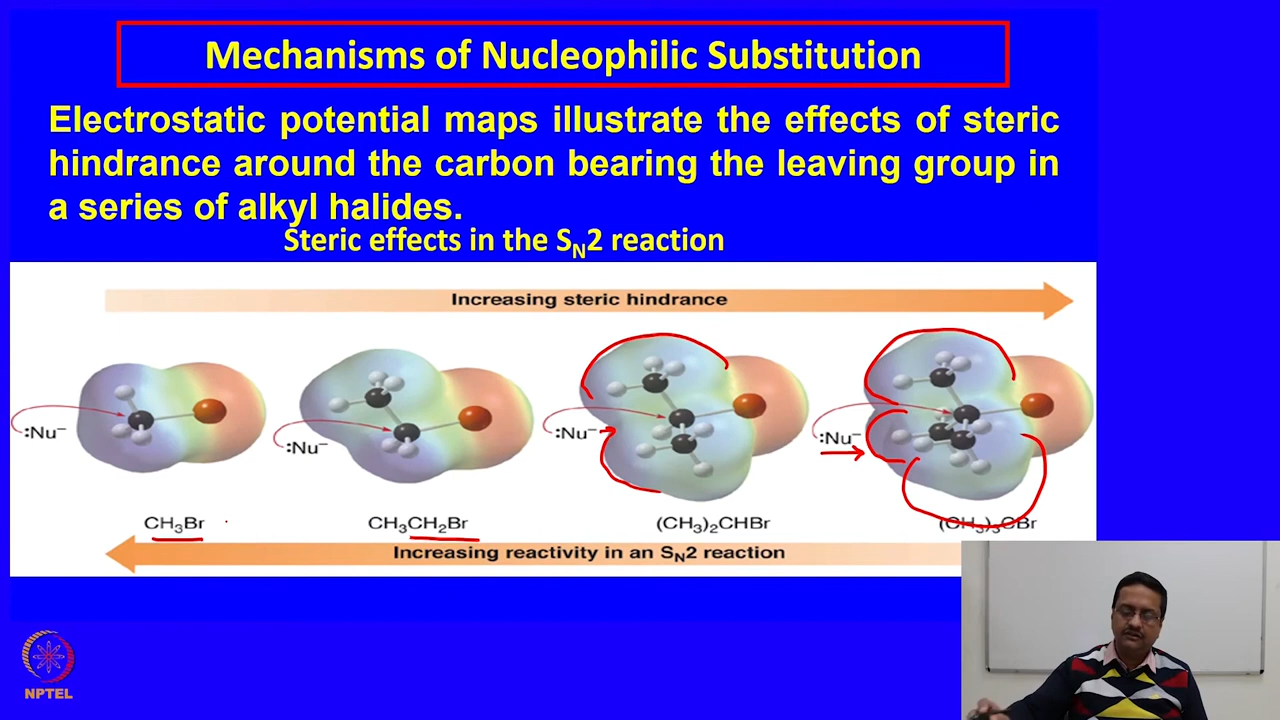 Mechanisms of Nucleophilic Substitution
Electrostatic potential maps illustrate the effects of steric
hindrance around the carbon bearing the leaving group in
a series of alkyl halides.
Steric effects in the SN2 reaction
Increasing steric hindrance
:Nu⁻
:Nu⁻
:Nu⁻
:Nu⁻
CH₃Br
CH₃CH₂Br
(CH₃)₂CHBr
(CH₃)₃CBr
Increasing reactivity in an SN2 reaction
NPTEL